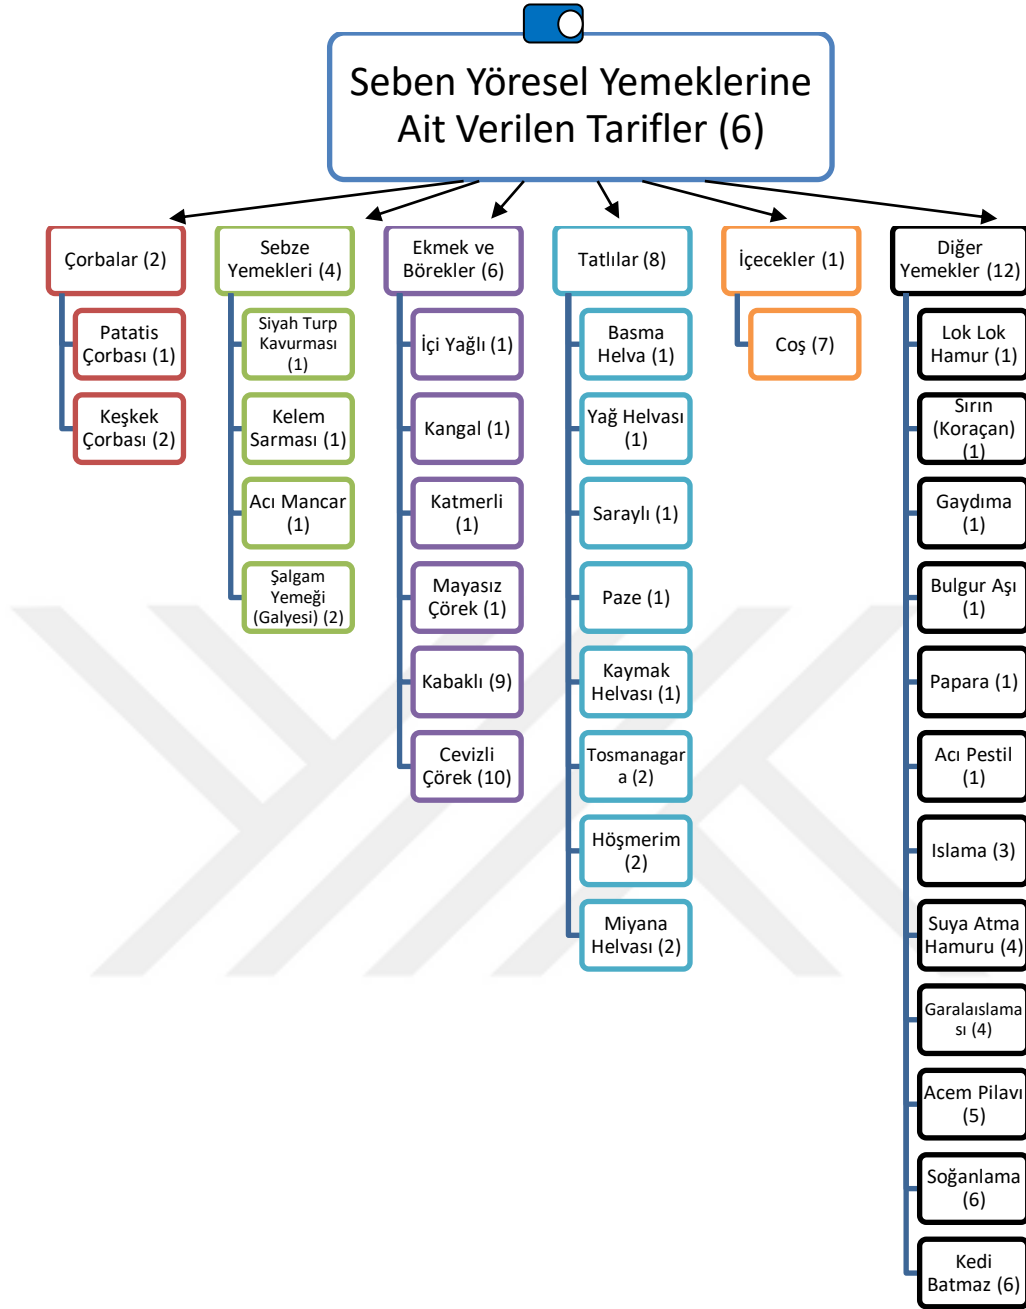 Seben Yöresel Yemeklerine
Ait Verilen Tarifler (6)
Çorbalar (2)
Patatis
Çorbası (1)
Keşkek
Çorbası (2)
Sebze
Yemekleri (4)
Siyah Turp
Kavurması
(1)
Kelem
Sarması (1)
Acı Mancar
(1)
Şalgam
Yemeği
(Galyesi) (2)
Ekmek ve
Börekler (6)
İçi Yağlı (1)
Kangal (1)
Katmerli
(1)
Mayasız
Çörek (1)
Kabaklı (9)
Cevizli
Çörek (10)
Tatlılar (8)
Basma
Helva (1)
Yağ Helvası
(1)
Saraylı (1)
Paze (1)
Kaymak
Helvası (1)
Tosmanagar
a (2)
Höşmerim
(2)
Miyana
Helvası (2)
İçecekler (1)
Coş (7)
Diğer
Yemekler (12)
Lok Lok
Hamur (1)
Sırın
(Koraçan)
(1)
Gaydıma
(1)
Bulgur Aşı
(1)
Papara (1)
Acı Pestil
(1)
Islama (3)
Suya Atma
Hamuru (4)
Garalaıslama
sı (4)
Acem Pilavı
(5)
Soğanlama
(6)
Kedi
Batmaz (6)